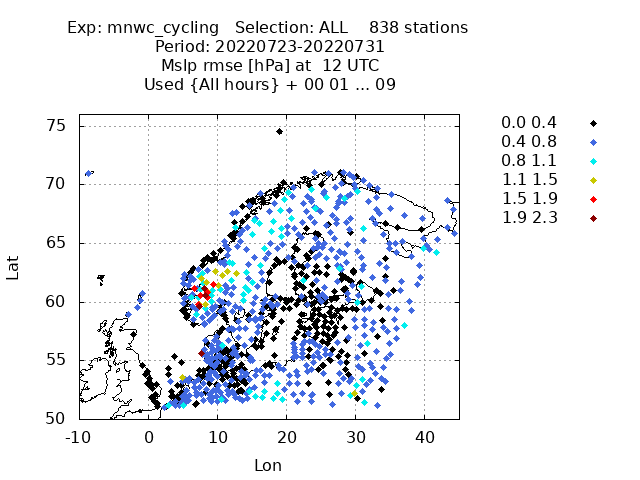 Exp: mnwc_cycling   Selection: ALL    838 stations
Period: 20220723-20220731
Mslp rmse [hPa] at  12 UTC
Used {All hours} + 00 01 ... 09
0.0 0.4
0.4 0.8
0.8 1.1
1.1 1.5
1.5 1.9
1.9 2.3
75
70
65
60
55
50
Lat
-10 0 10 20 30 40
Lon